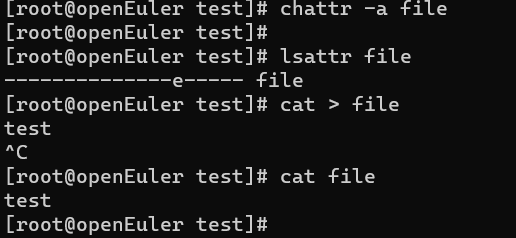 [root@openEuler test]# chattr -a file
[root@openEuler test]#
[root@openEuler test]# lsattr file
--------------e----- file
[root@openEuler test]# cat > file
test
^C
[root@openEuler test]# cat file
test
[root@openEuler test]#